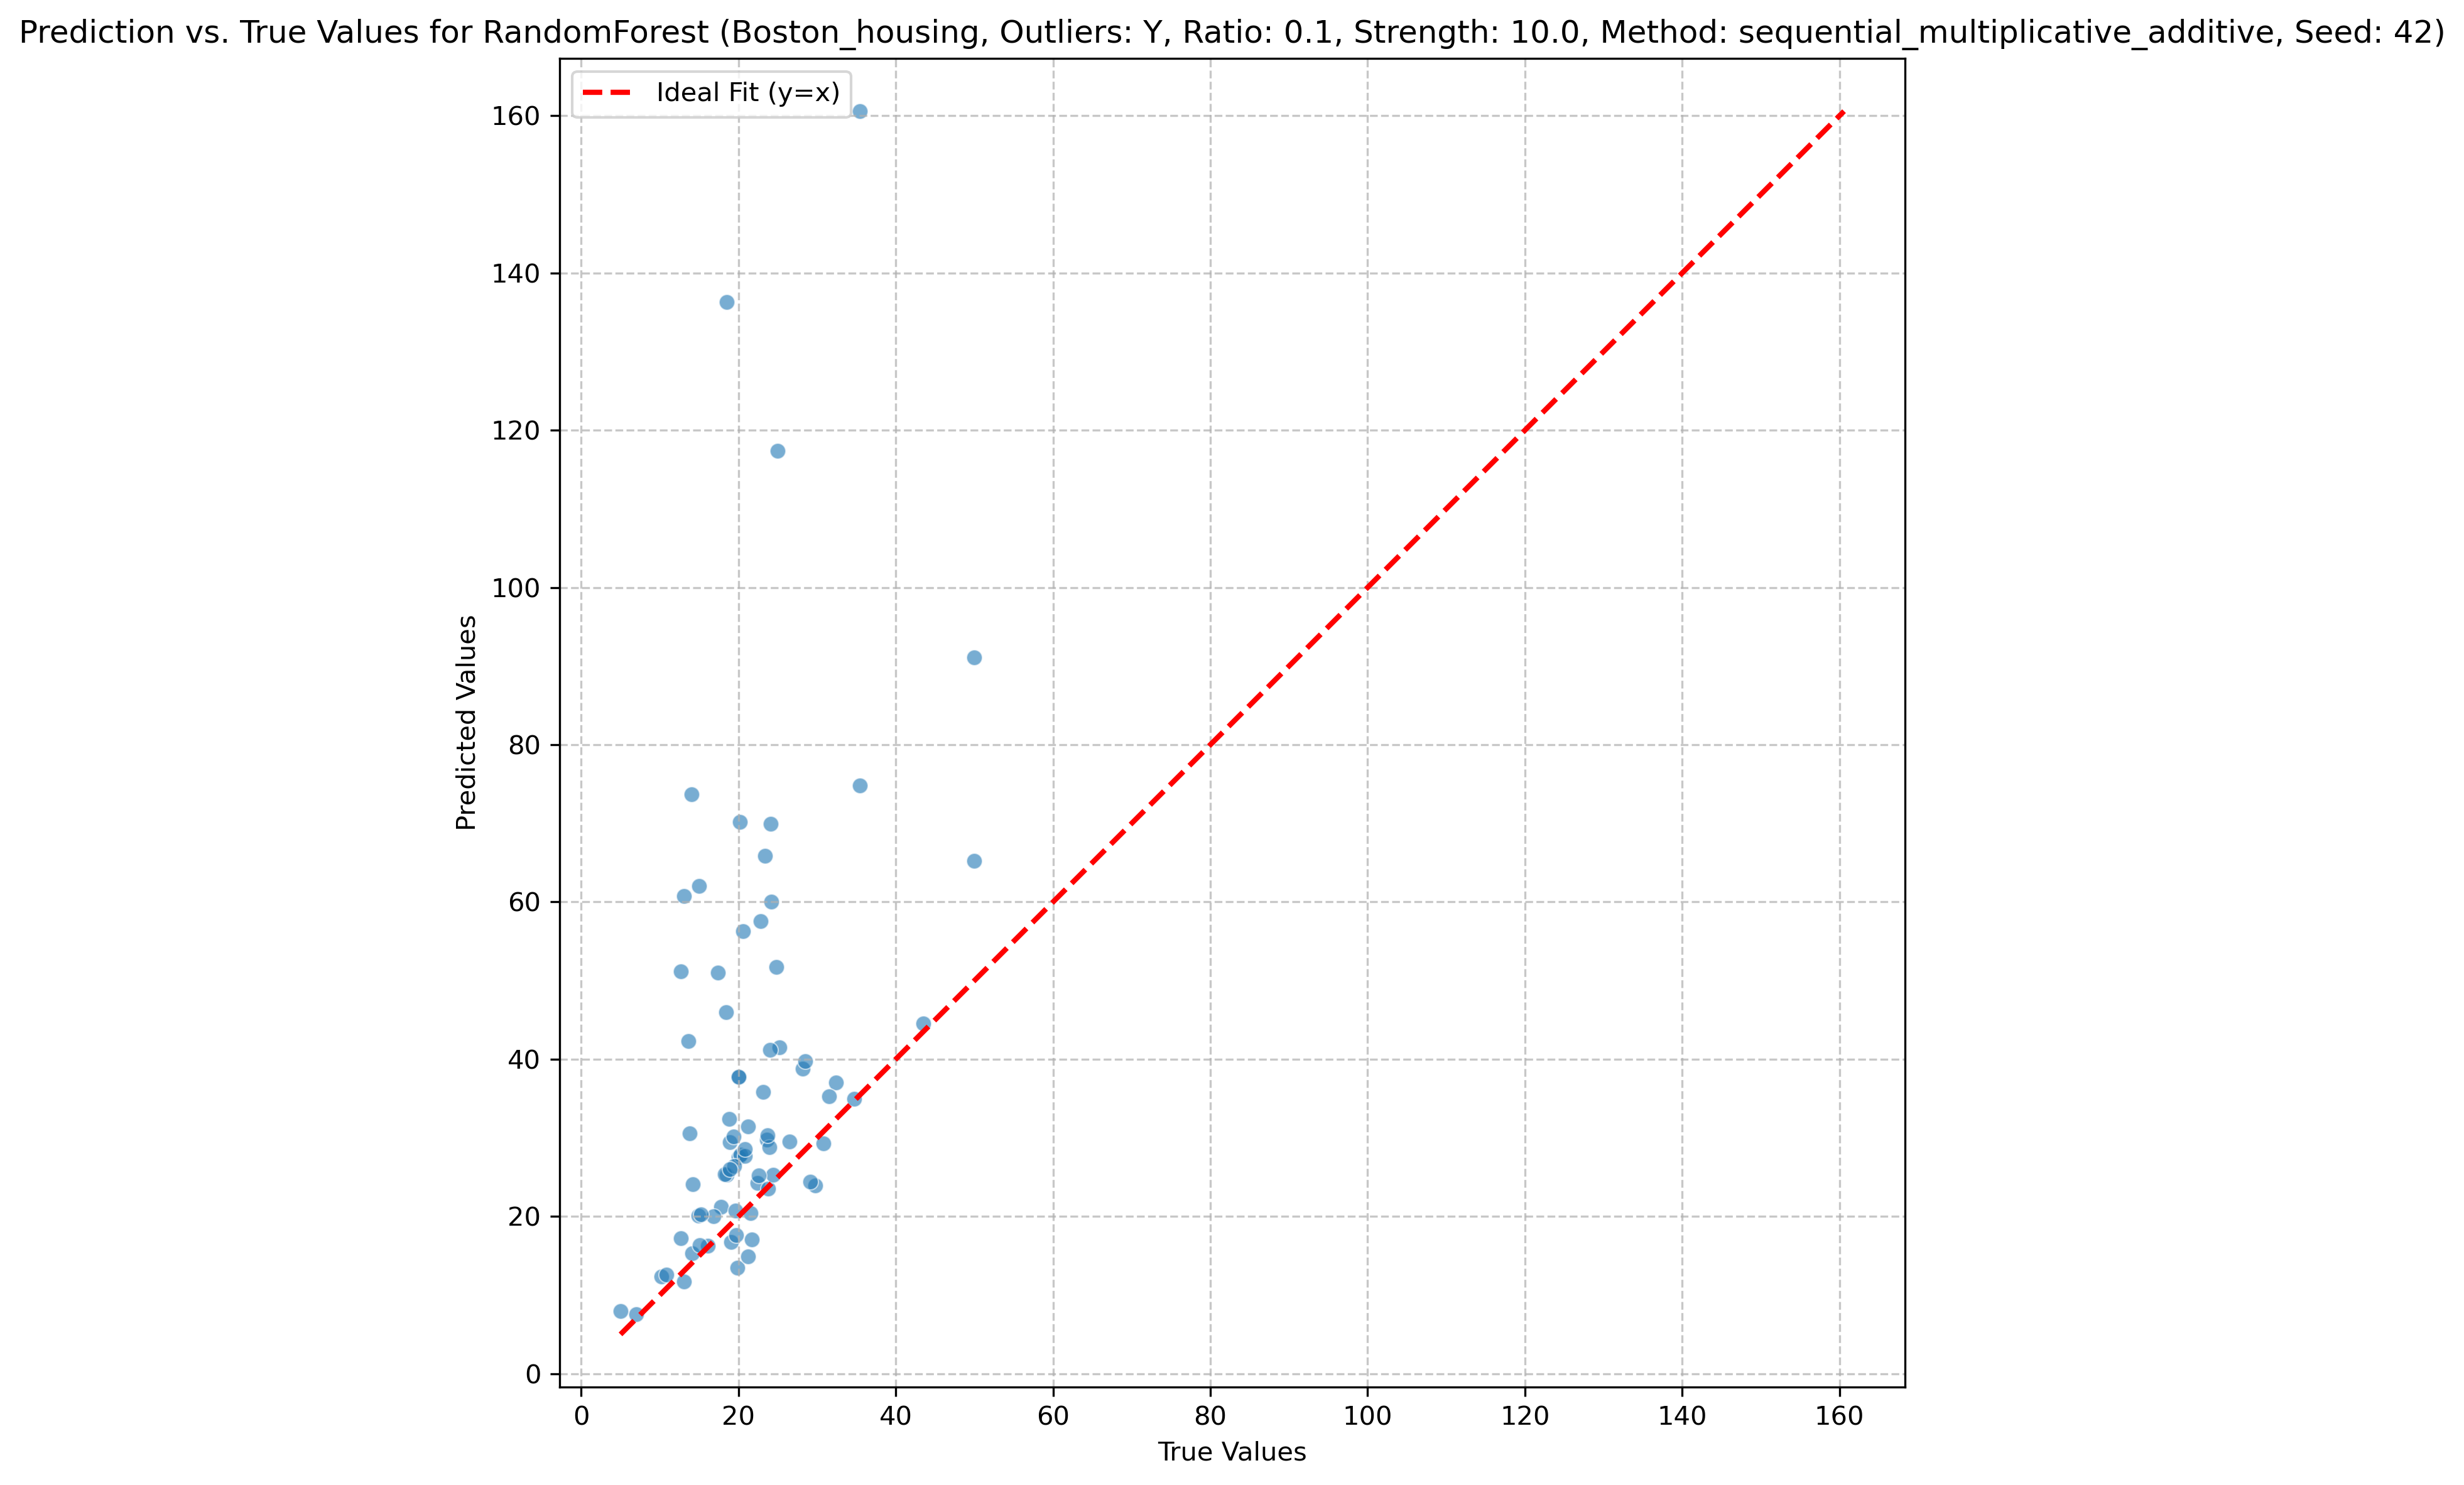 Prediction vs. True Values for RandomForest (Boston_housing, Outliers: Y, Ratio: 0.1, Strength: 10.0, Method: sequential_multiplicative_additive, Seed: 42)
Ideal Fit (y=x)
160
140
120
100
80
60
40
20
0
Predicted Values
0 20 40 60 80 100 120 140 160
True Values